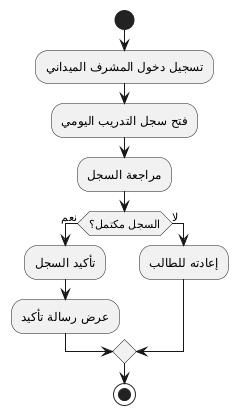 تسجيل دخول المشرف الميداني
فتح سجل التدريب اليومي
مراجعة السجل
السجل مكتمل؟
نعم
لا
تأكيد السجل
إعادته للطالب
عرض رسالة تأكيد